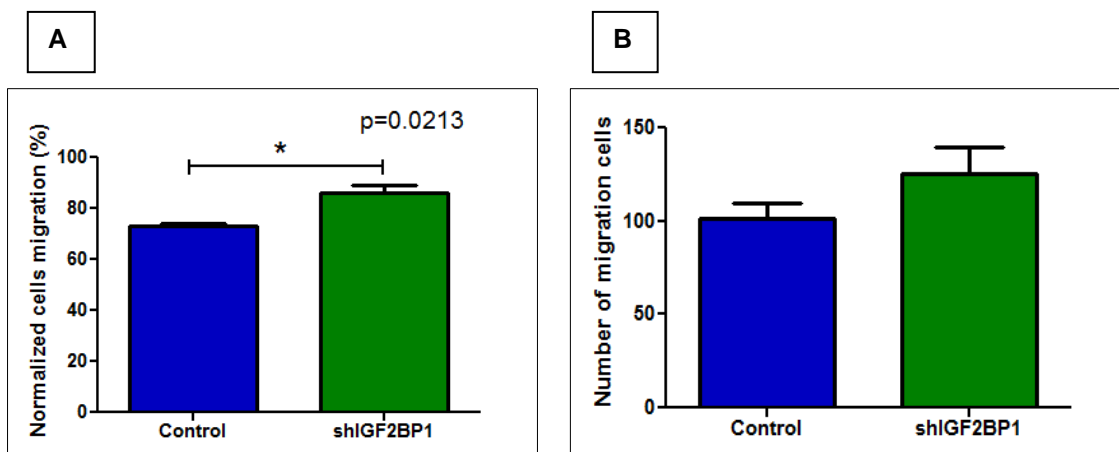 A
B
p=0.0213
*
Normalized cells migration (%)
100
80
60
40
20
0
Control
shIGF2BP1
Number of migration cells
150
100
50
0
Control
shIGF2BP1